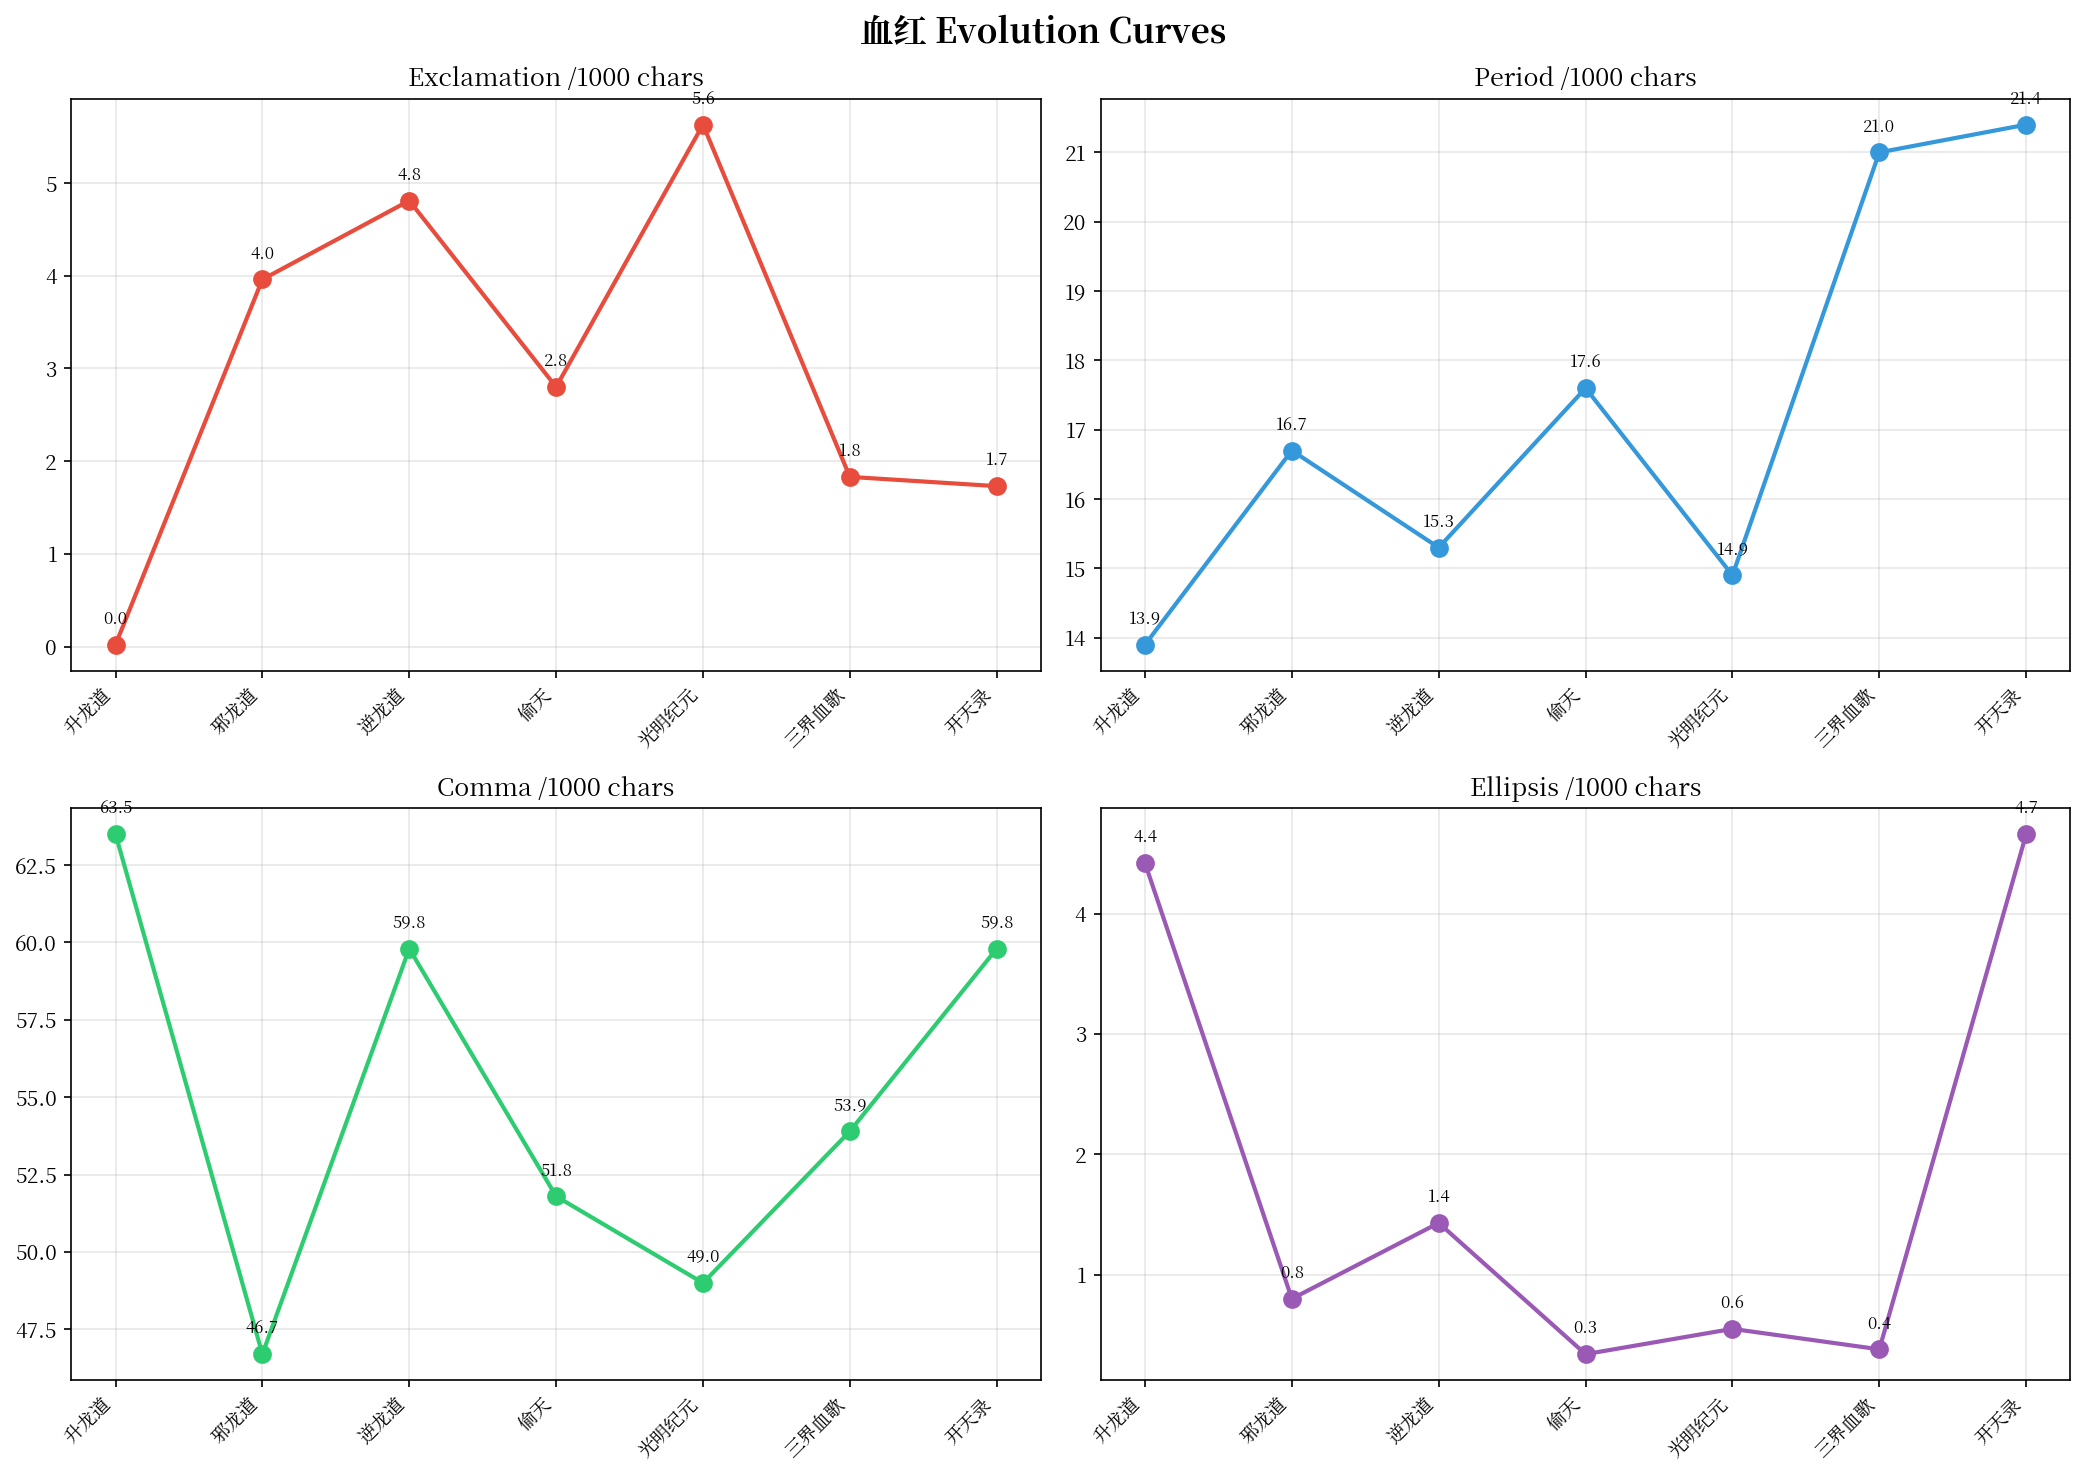 血红 Evolution Curves
Exclamation /1000 chars
5.6
4.8
4.0
2.8
1.8
1.7
0.0
5
4
3
2
1
0
升龙道
邪龙道
逆龙道
偷天
光明纪元
三界血歌
开天录
Period /1000 chars
21.4
21.0
17.6
16.7
15.3
14.9
13.9
21
20
19
18
17
16
15
14
升龙道
邪龙道
逆龙道
偷天
光明纪元
三界血歌
开天录
Comma /1000 chars
63.5
59.8
59.8
53.9
51.8
49.0
46.7
62.5
60.0
57.5
55.0
52.5
50.0
47.5
升龙道
邪龙道
逆龙道
偷天
光明纪元
三界血歌
开天录
Ellipsis /1000 chars
4.7
4.4
1.4
0.8
0.6
0.4
0.3
4
3
2
1
升龙道
邪龙道
逆龙道
偷天
光明纪元
三界血歌
开天录